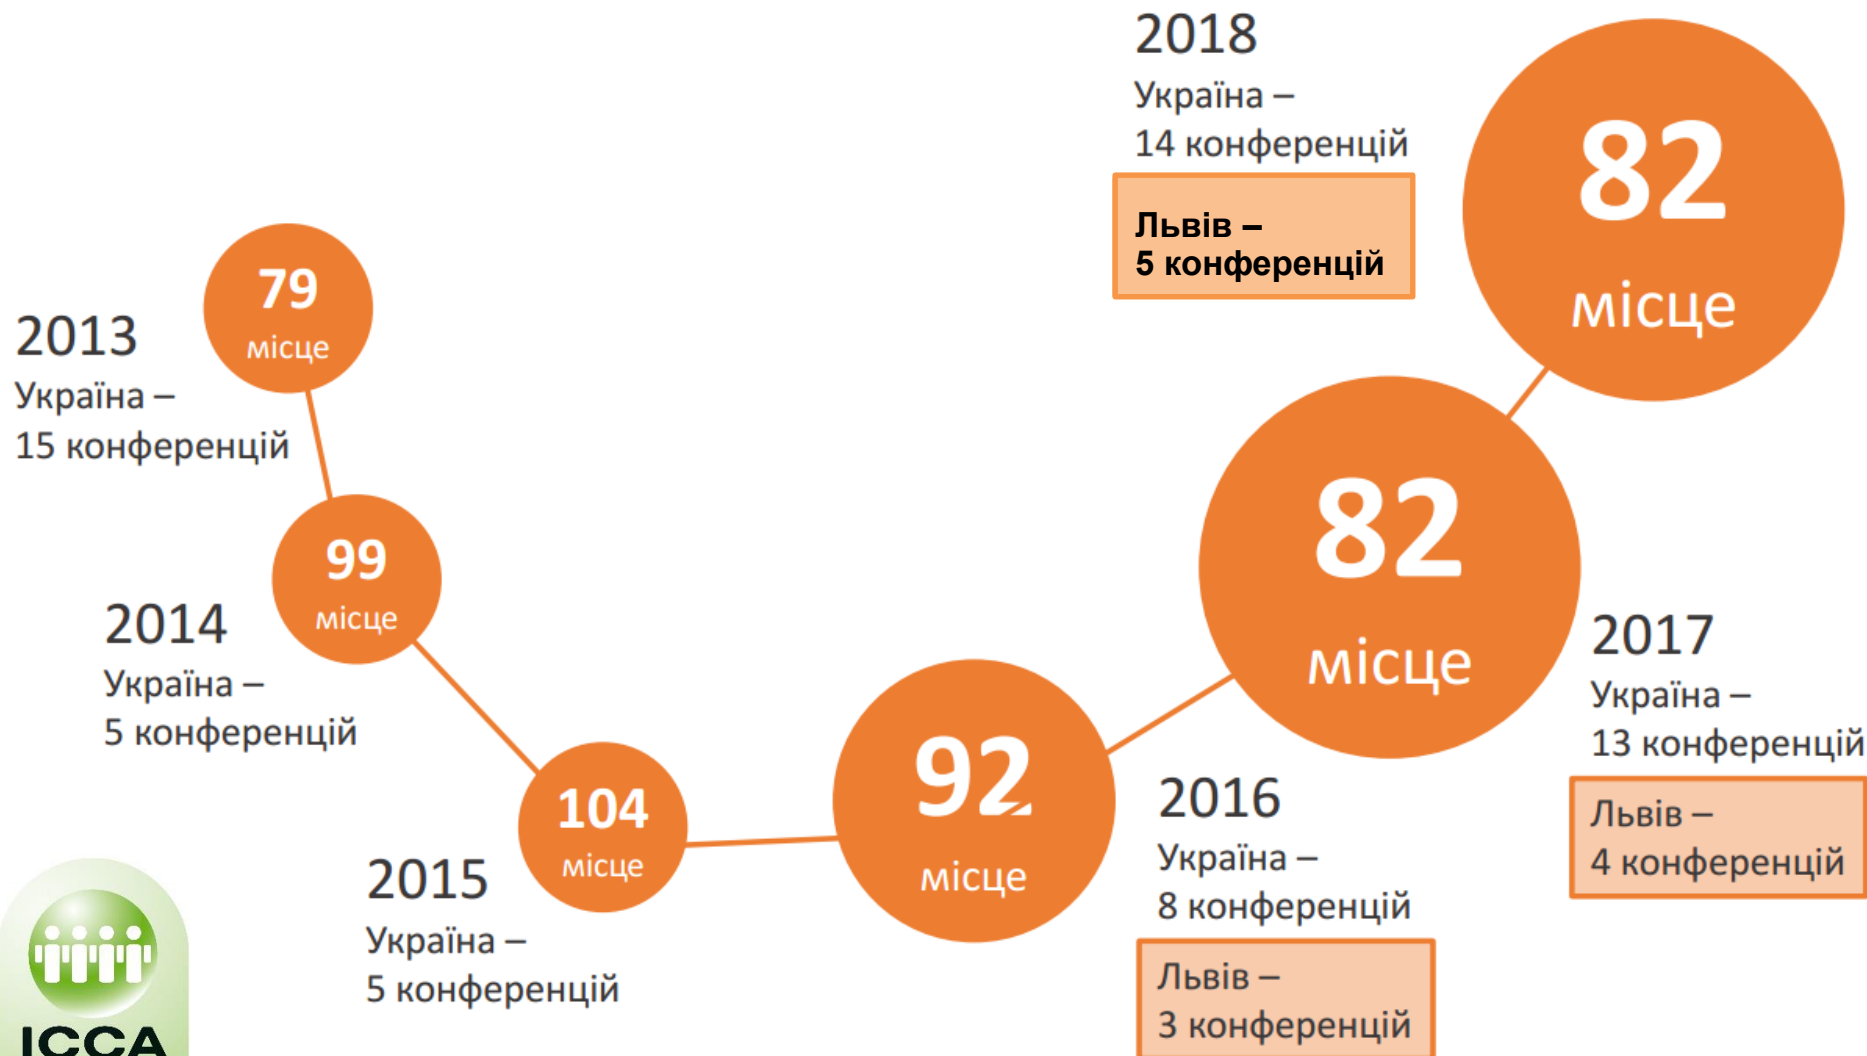 2013
Україна –
15 конференцій
79
місце
2014
Україна –
5 конференцій
99
місце
2015
Україна –
5 конференцій
104
місце
2016
Україна –
8 конференцій
Львів –
3 конференцій
92
місце
2017
Україна –
13 конференцій
Львів –
4 конференцій
82
місце
2018
Україна –
14 конференцій
Львів –
5 конференцій
82
місце
ICCA